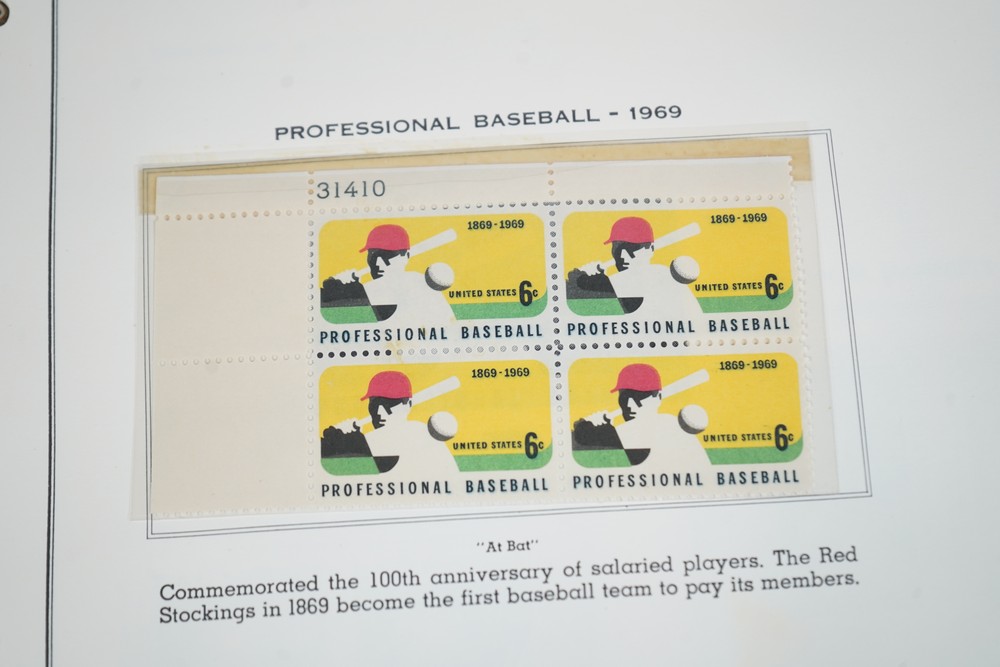 PROFESSIONAL BASEBALL - 1969
31410
1869-1969
UNITED STATES 6c
PROFESSIONAL BASEBALL
1869-1969
UNITED STATES 6c
PROFESSIONAL BASEBALL
1869-1969
UNITED STATES 6c
PROFESSIONAL BASEBALL
1869-1969
UNITED STATES 6c
PROFESSIONAL BASEBALL
"At Bat"
Commemorated the 100th anniversary of salaried players. The Red
Stockings in 1869 become the first baseball team to pay its members.